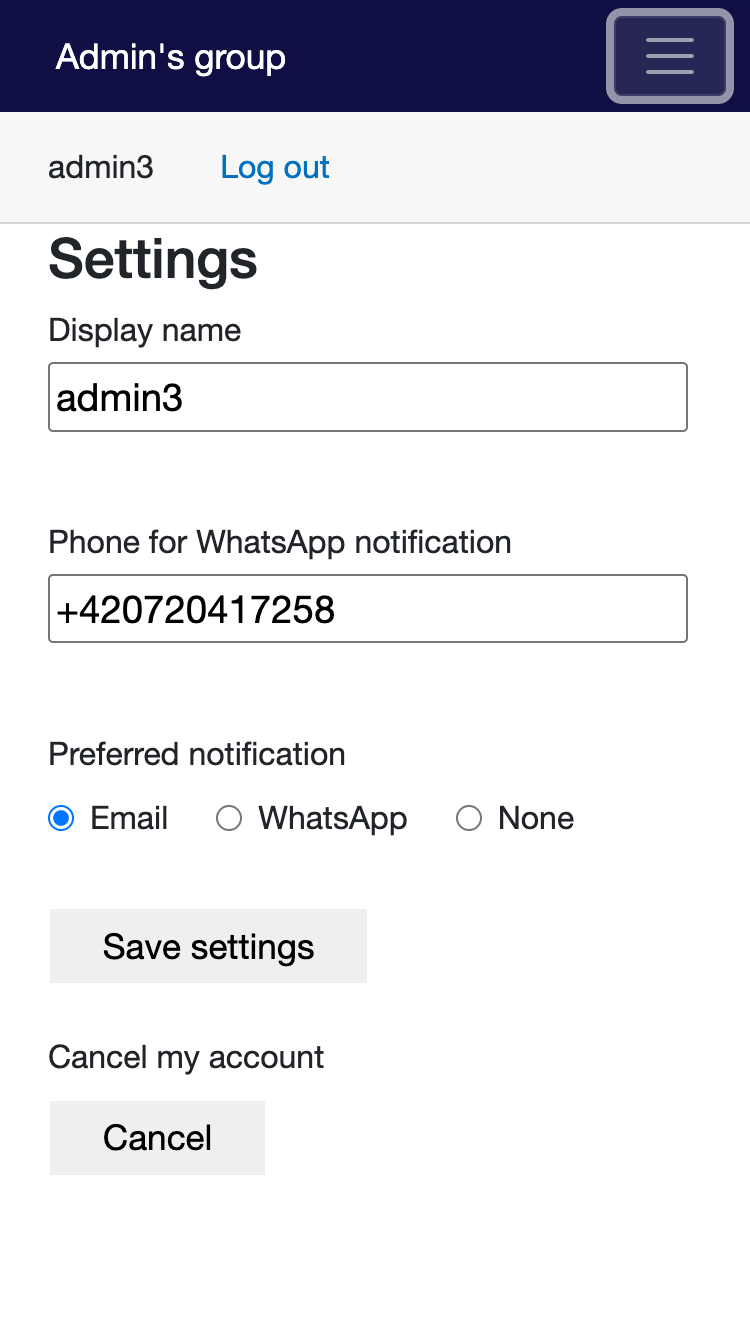 Admin's group
admin3 Log out
Settings
Display name
admin3
Phone for WhatsApp notification
+420720417258
Preferred notification
Email WhatsApp None
Save settings
Cancel my account
Cancel